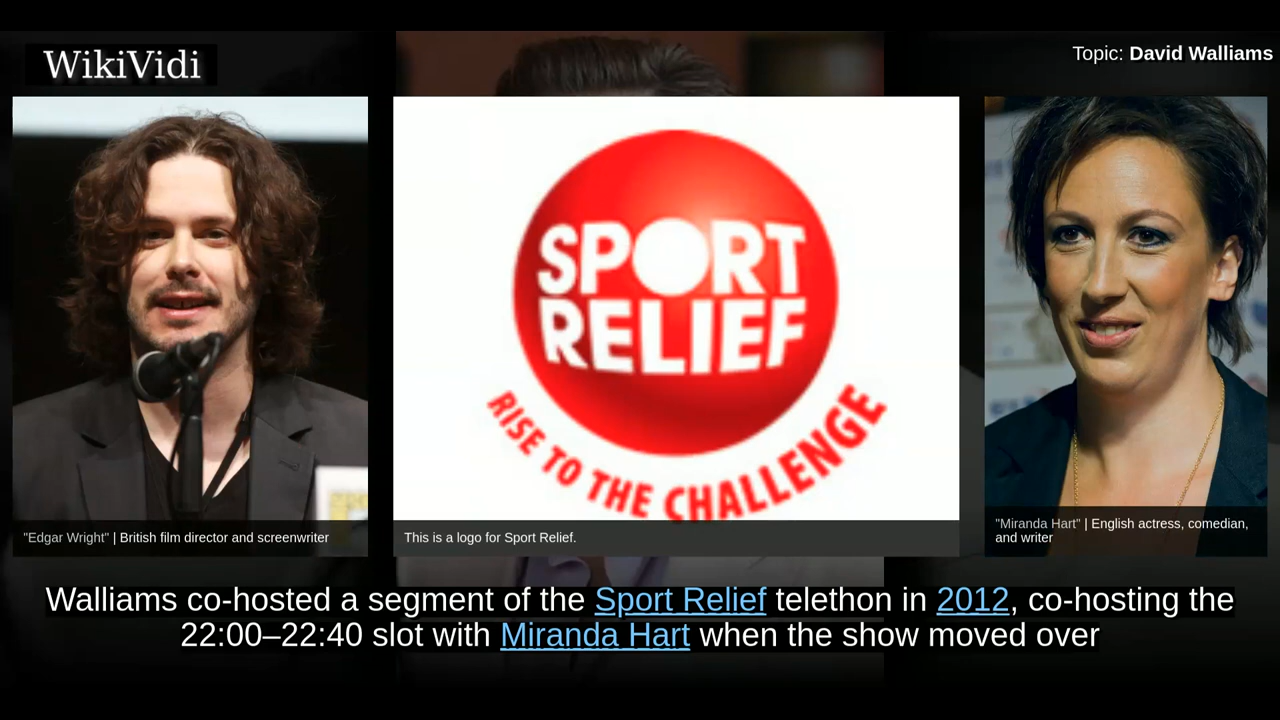 WikiVidi
Topic: David Walliams
SPORT
RELIEF
RISE TO THE CHALLENGE
"Edgar Wright" | British film director and screenwriter
This is a logo for Sport Relief.
"Miranda Hart" | English actress, comedian,
and writer
Walliams co-hosted a segment of the Sport Relief telethon in 2012, co-hosting the
22:00–22:40 slot with Miranda Hart when the show moved over